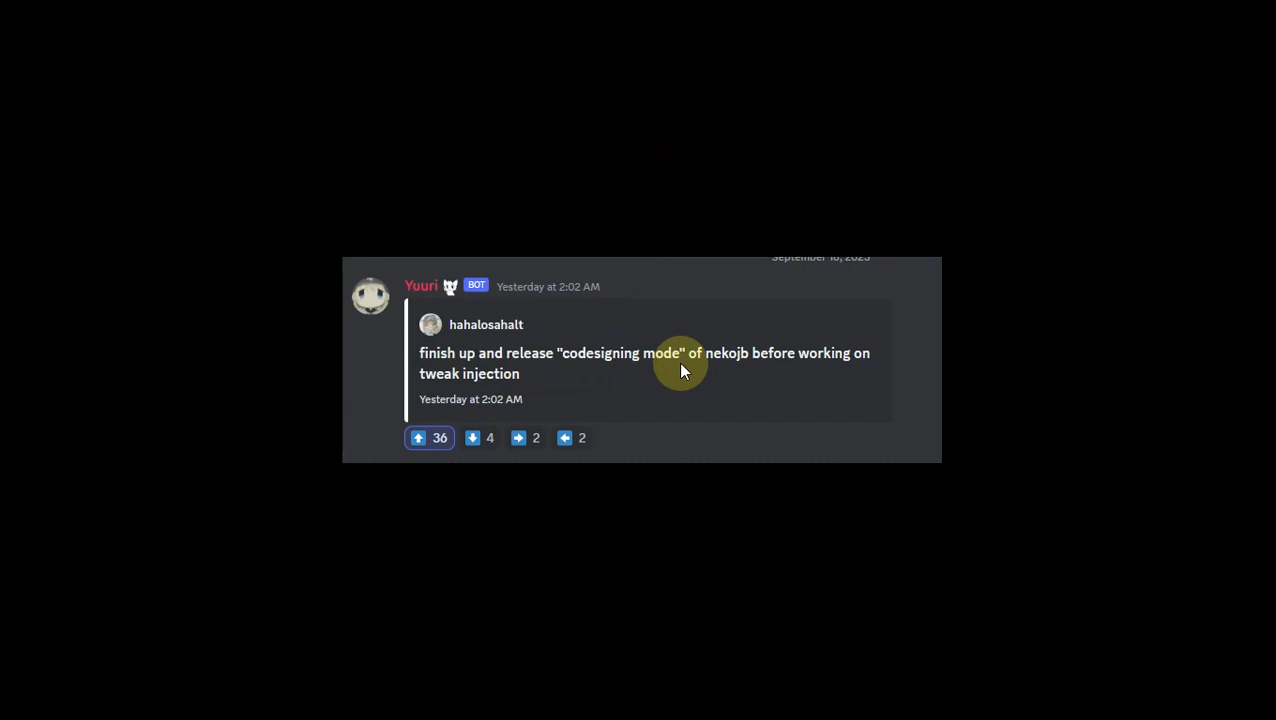 Yuuri BOT Yesterday at 2:02 AM
hahalosahalt
finish up and release "codesigning mode" of nekojb before working on
tweak injection
Yesterday at 2:02 AM
36 4 2 2